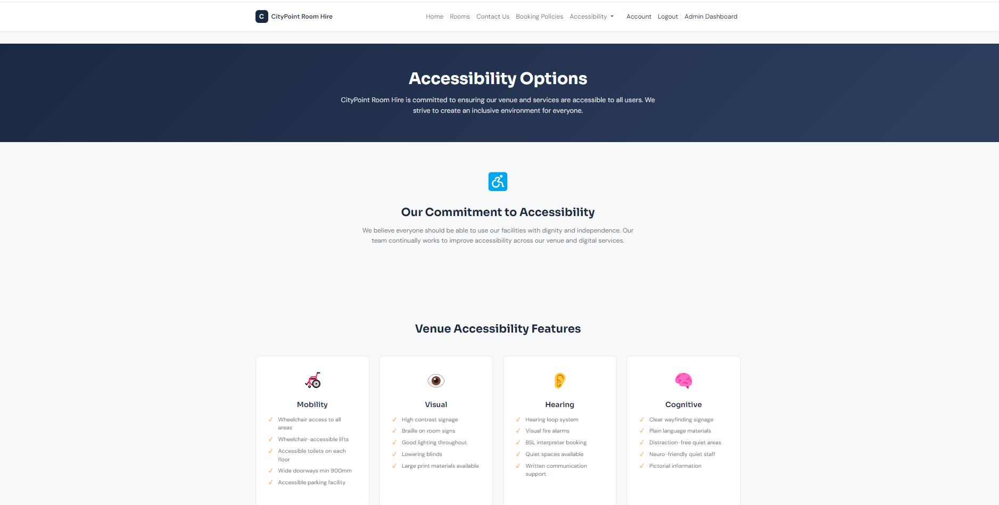 C CityPoint Room Hire
Home Rooms Contact Us Booking Policies Accessibility Account Logout Admin Dashboard
Accessibility Options
CityPoint Room Hire is committed to ensuring our venue and services are accessible to all users. We
strive to create an inclusive environment for everyone.
Our Commitment to Accessibility
We believe everyone should be able to use our facilities with dignity and independence. Our
team continually works to improve accessibility across our venue and digital services.
Venue Accessibility Features
Mobility
✓ Wheelchair access to all
areas
✓ Wheelchair-accessible lifts
✓ Accessible toilets on each
floor
✓ Wide doorways min 900mm
✓ Accessible parking facility
Visual
✓ High contrast signage
✓ Braille on room signs
✓ Good lighting throughout
✓ Lowering blinds
✓ Large print materials available
Hearing
✓ Hearing loop system
✓ Visual fire alarms
✓ BSL interpreter booking
✓ Quiet spaces available
✓ Written communication
support
Cognitive
✓ Clear wayfinding signage
✓ Plain language materials
✓ Distraction-free quiet areas
✓ Neuro-friendly quiet staff
✓ Pictorial information